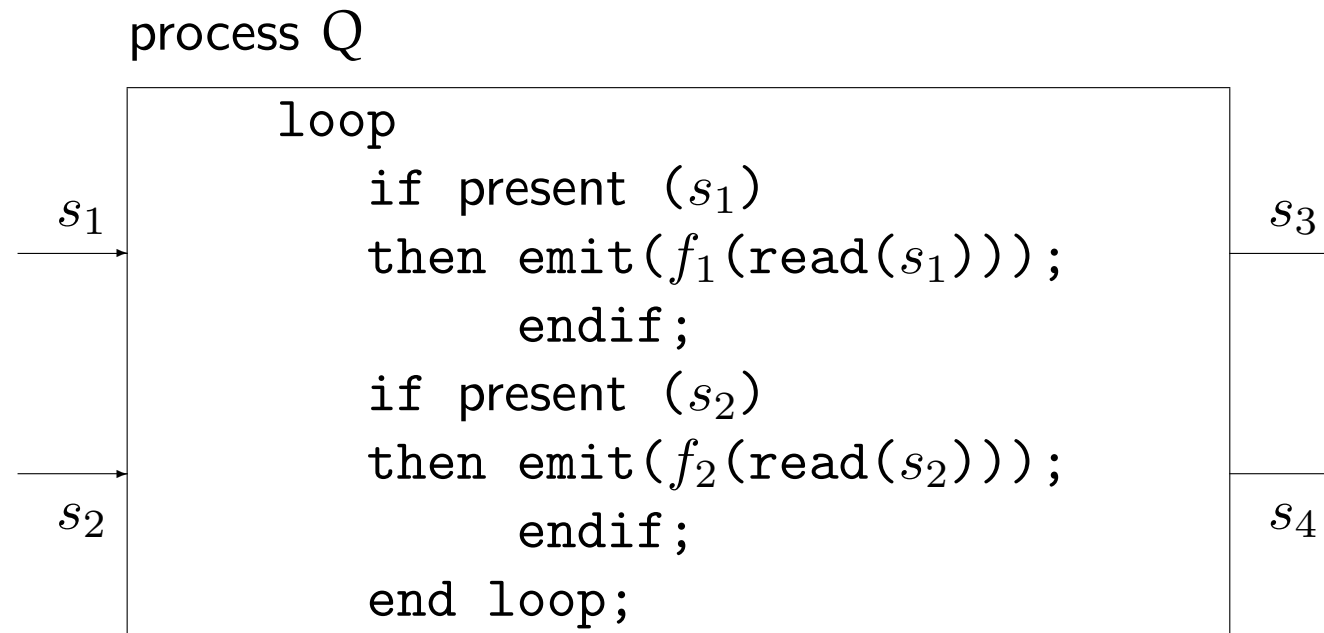 process Q
loop
if present (s₁)
s₁
s₃
then emit(f₁(read(s₁)));
endif;
if present (s₂)
then emit(f₂(read(s₂)));
s₂
s₄
endif;
end loop;